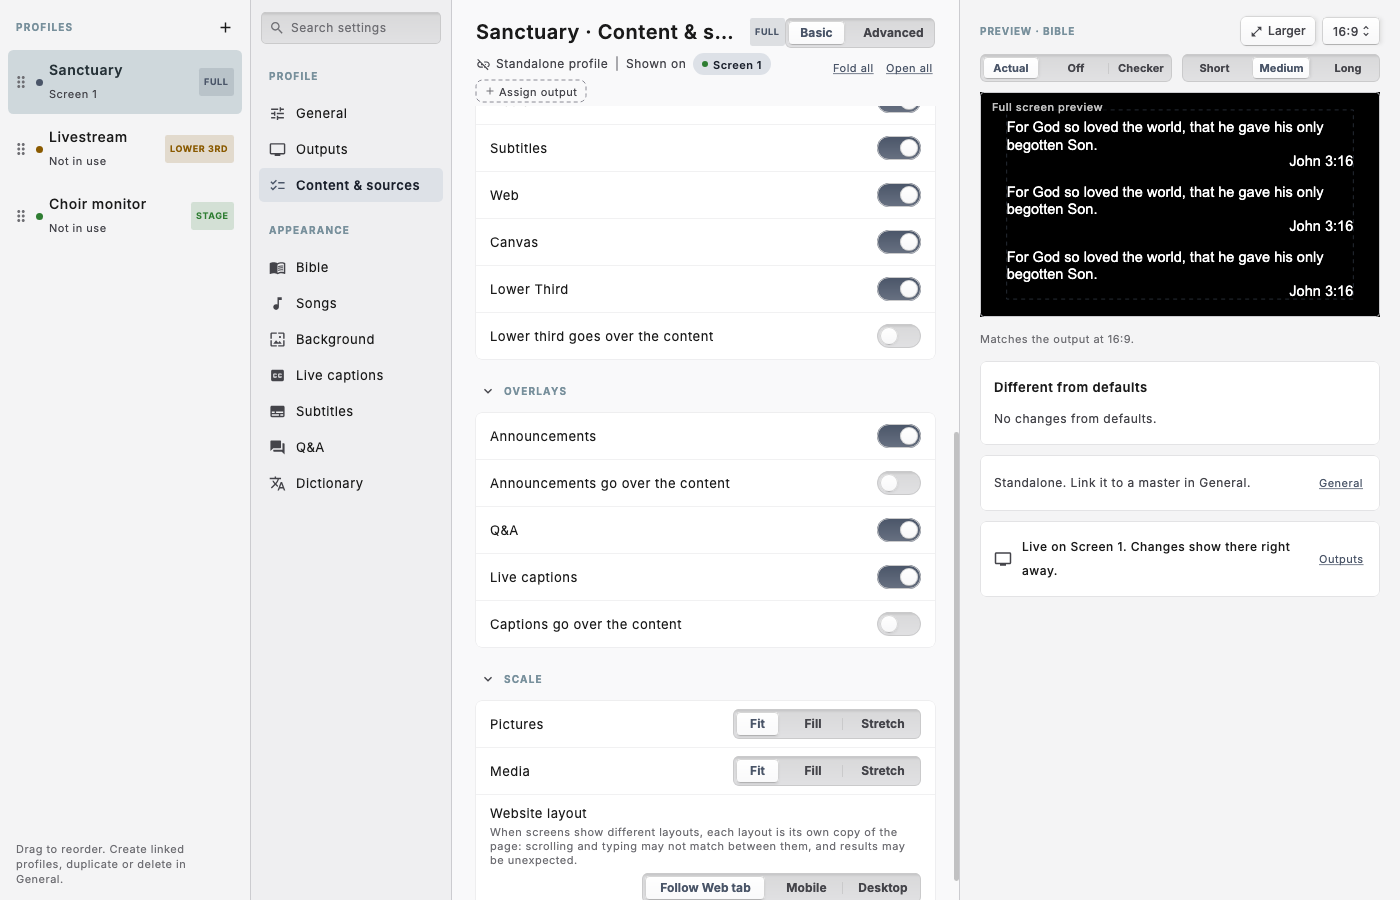 PROFILES
Sanctuary
Screen 1
FULL
Livestream
Not in use
LOWER 3RD
Choir monitor
Not in use
STAGE
Drag to reorder. Create linked
profiles, duplicate or delete in
General.
Search settings
PROFILE
General
Outputs
Content & sources
APPEARANCE
Bible
Songs
Background
Live captions
Subtitles
Q&A
Dictionary
Sanctuary · Content & s...
FULL
Basic
Advanced
Standalone profile | Shown on
Screen 1
Fold all
Open all
+ Assign output
Subtitles
Web
Canvas
Lower Third
Lower third goes over the content
OVERLAYS
Announcements
Announcements go over the content
Q&A
Live captions
Captions go over the content
SCALE
Pictures
Fit Fill Stretch
Media
Fit Fill Stretch
Website layout
When screens show different layouts, each layout is its own copy of the
page: scrolling and typing may not match between them, and results may
be unexpected.
Follow Web tab Mobile Desktop
PREVIEW · BIBLE
Larger
16:9
Actual Off Checker
Short Medium Long
Full screen preview
For God so loved the world, that he gave his only
begotten Son.
John 3:16
For God so loved the world, that he gave his only
begotten Son.
John 3:16
For God so loved the world, that he gave his only
begotten Son.
John 3:16
Matches the output at 16:9.
Different from defaults
No changes from defaults.
Standalone. Link it to a master in General.
General
Live on Screen 1. Changes show there right
away.
Outputs